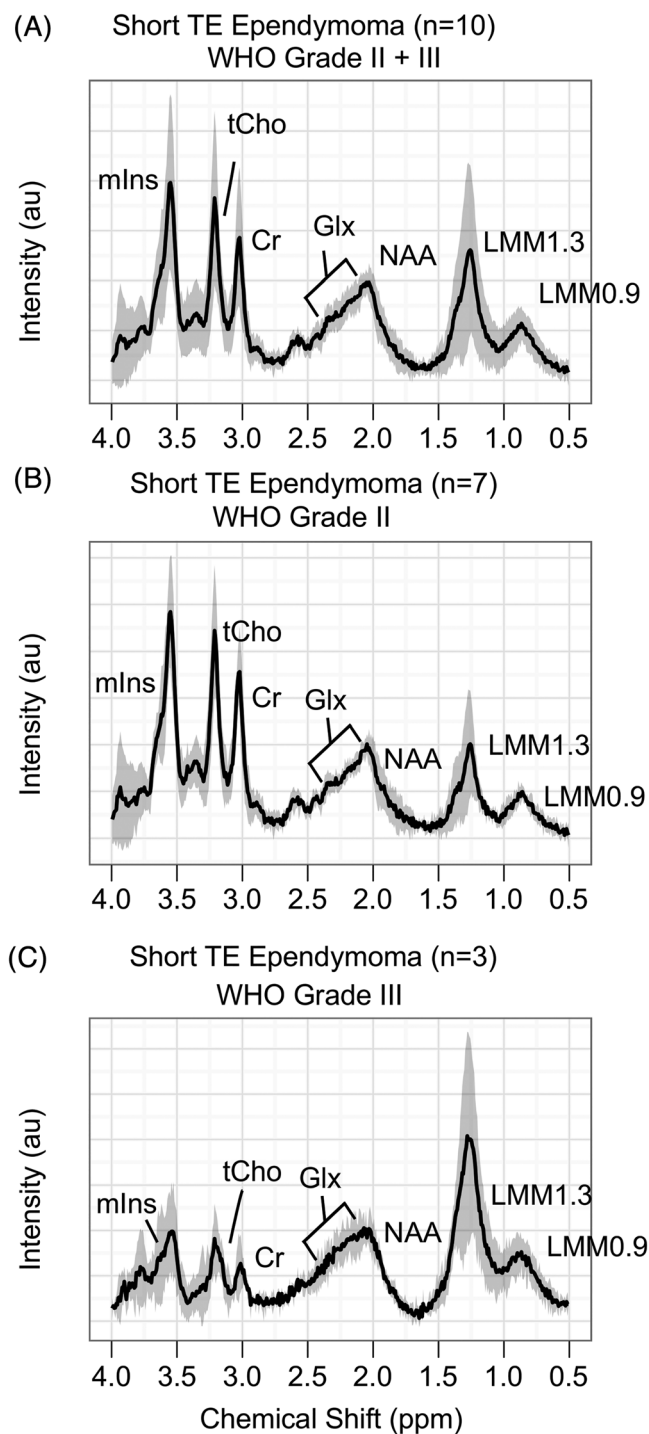 (A) Short TE Ependymoma (n=10)
WHO Grade II + III
tCho
mIns
Glx
Cr
NAA
LMM1.3
LMM0.9
Intensity (au)
4.0 3.5 3.0 2.5 2.0 1.5 1.0 0.5
(B) Short TE Ependymoma (n=7)
WHO Grade II
tCho
mIns
Cr
Glx
NAA
LMM1.3
LMM0.9
Intensity (au)
4.0 3.5 3.0 2.5 2.0 1.5 1.0 0.5
(C) Short TE Ependymoma (n=3)
WHO Grade III
tCho
Glx
mIns
LMM1.3
Cr
NAA
LMM0.9
Intensity (au)
4.0 3.5 3.0 2.5 2.0 1.5 1.0 0.5
Chemical Shift (ppm)